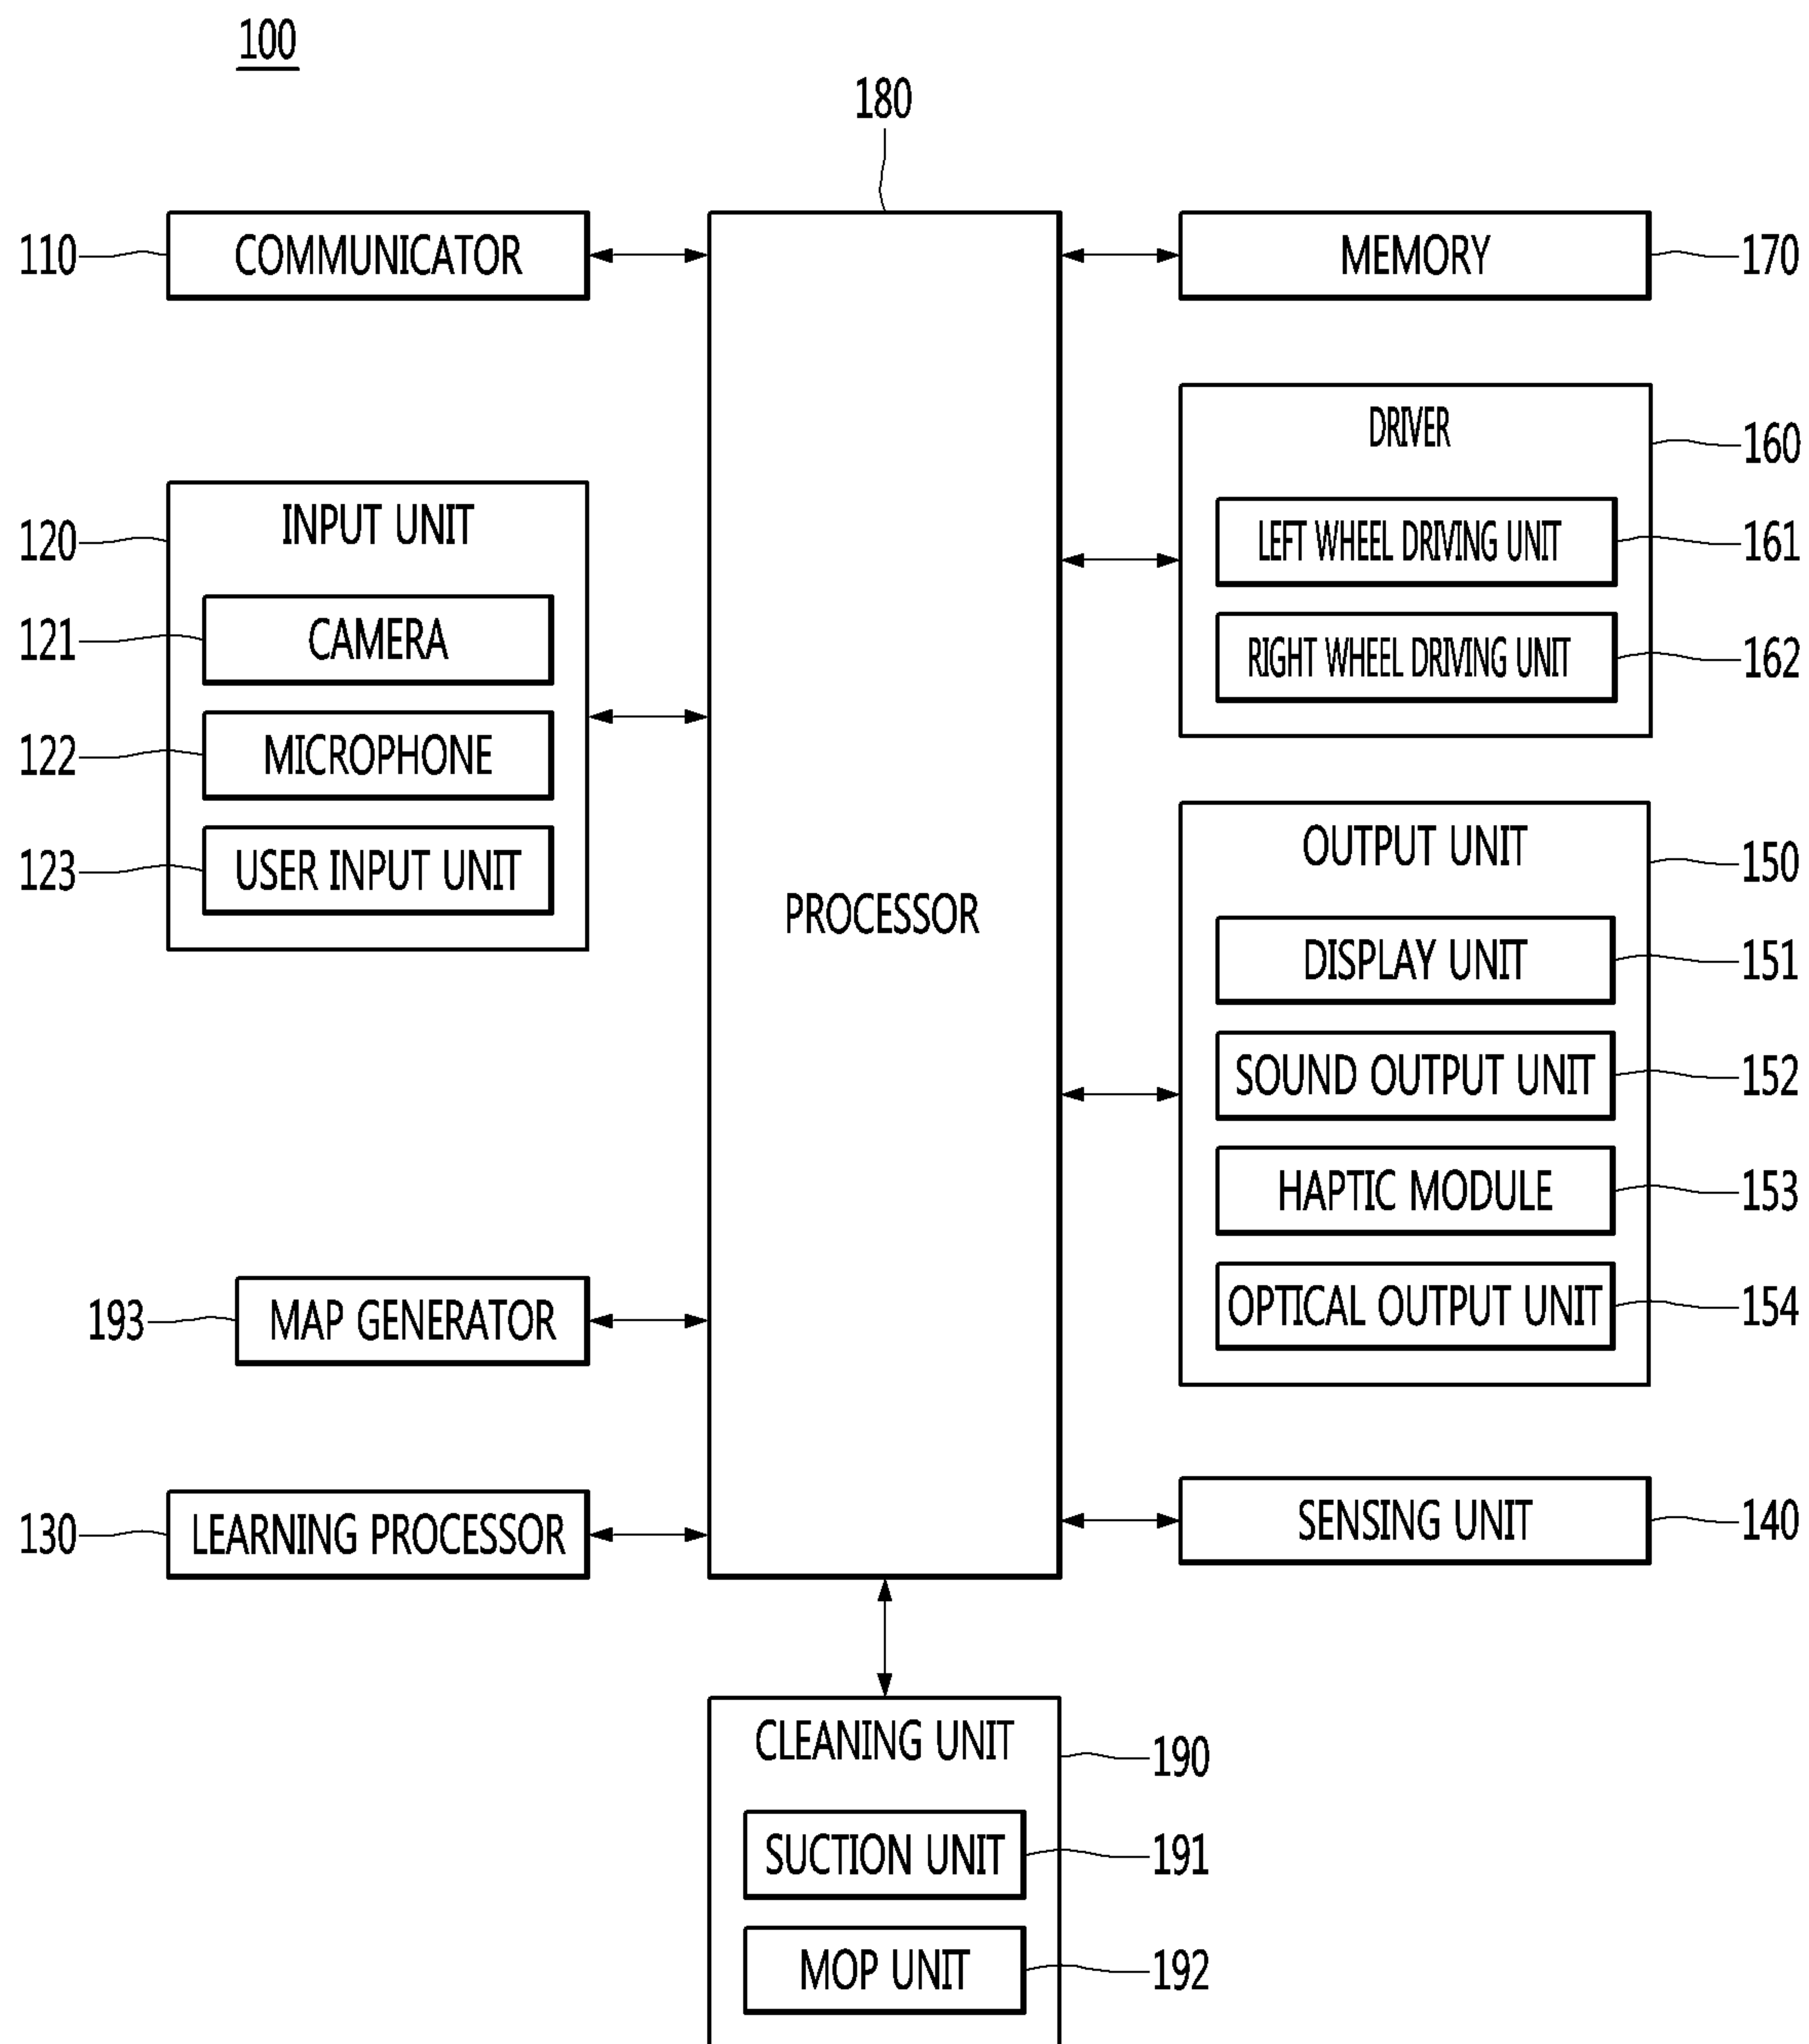 100
180
110
COMMUNICATOR
MEMORY
170
DRIVER
160
120
INPUT UNIT
LEFT WHEEL DRIVING UNIT
161
121
CAMERA
RIGHT WHEEL DRIVING UNIT
162
122
MICROPHONE
123
USER INPUT UNIT
OUTPUT UNIT
150
PROCESSOR
DISPLAY UNIT
151
SOUND OUTPUT UNIT
152
HAPTIC MODULE
153
193
MAP GENERATOR
OPTICAL OUTPUT UNIT
154
130
LEARNING PROCESSOR
SENSING UNIT
140
CLEANING UNIT
190
SUCTION UNIT
191
MOP UNIT
192